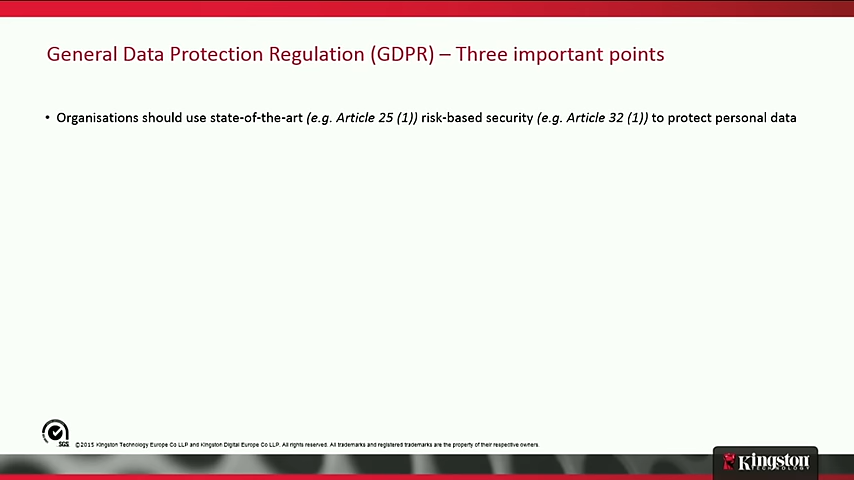 General Data Protection Regulation (GDPR) – Three important points
• Organisations should use state-of-the-art (e.g. Article 25 (1)) risk-based security (e.g. Article 32 (1)) to protect personal data
SGS
©2015 Kingston Technology Europe Co LLP and Kingston Digital Europe Co LLP. All rights reserved. All trademarks and registered trademarks are the property of their respective owners.
Kingston
TECHNOLOGY